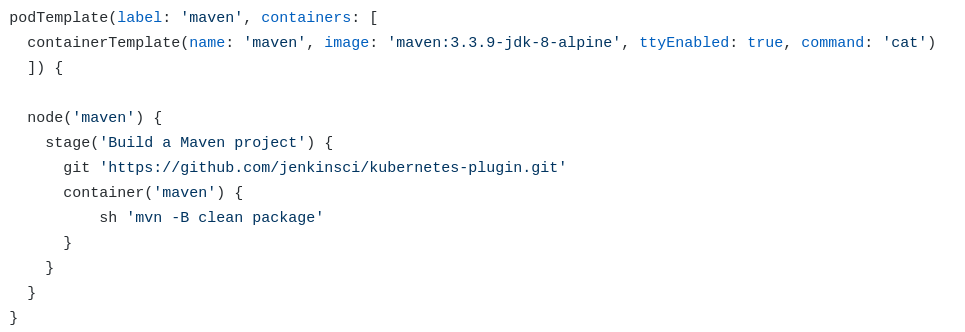 podTemplate(label: 'maven', containers: [
  containerTemplate(name: 'maven', image: 'maven:3.3.9-jdk-8-alpine', ttyEnabled: true, command: 'cat')
  ]) {

  node('maven') {
    stage('Build a Maven project') {
      git 'https://github.com/jenkinsci/kubernetes-plugin.git'
      container('maven') {
          sh 'mvn -B clean package'
      }
    }
  }
}